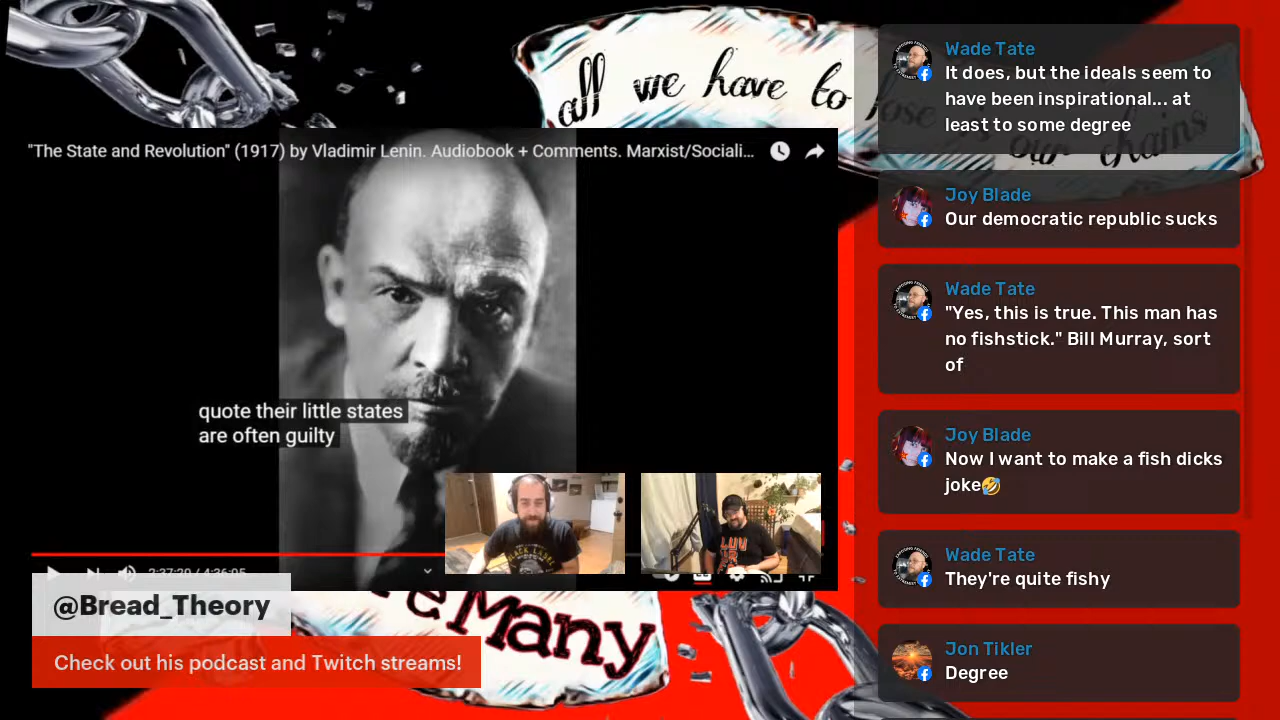 all we have to
lose
our chains
"The State and Revolution" (1917) by Vladimir Lenin. Audiobook + Comments. Marxist/Sociali...
quote their little states
are often guilty
2:37:20 / 4:36:05
@Bread_Theory
Check out his podcast and Twitch streams!
Many
Wade Tate
It does, but the ideals seem to
have been inspirational... at
least to some degree
Joy Blade
Our democratic republic sucks
Wade Tate
"Yes, this is true. This man has
no fishstick." Bill Murray, sort
of
Joy Blade
Now I want to make a fish dicks
joke🤣
Wade Tate
They're quite fishy
Jon Tikler
Degree